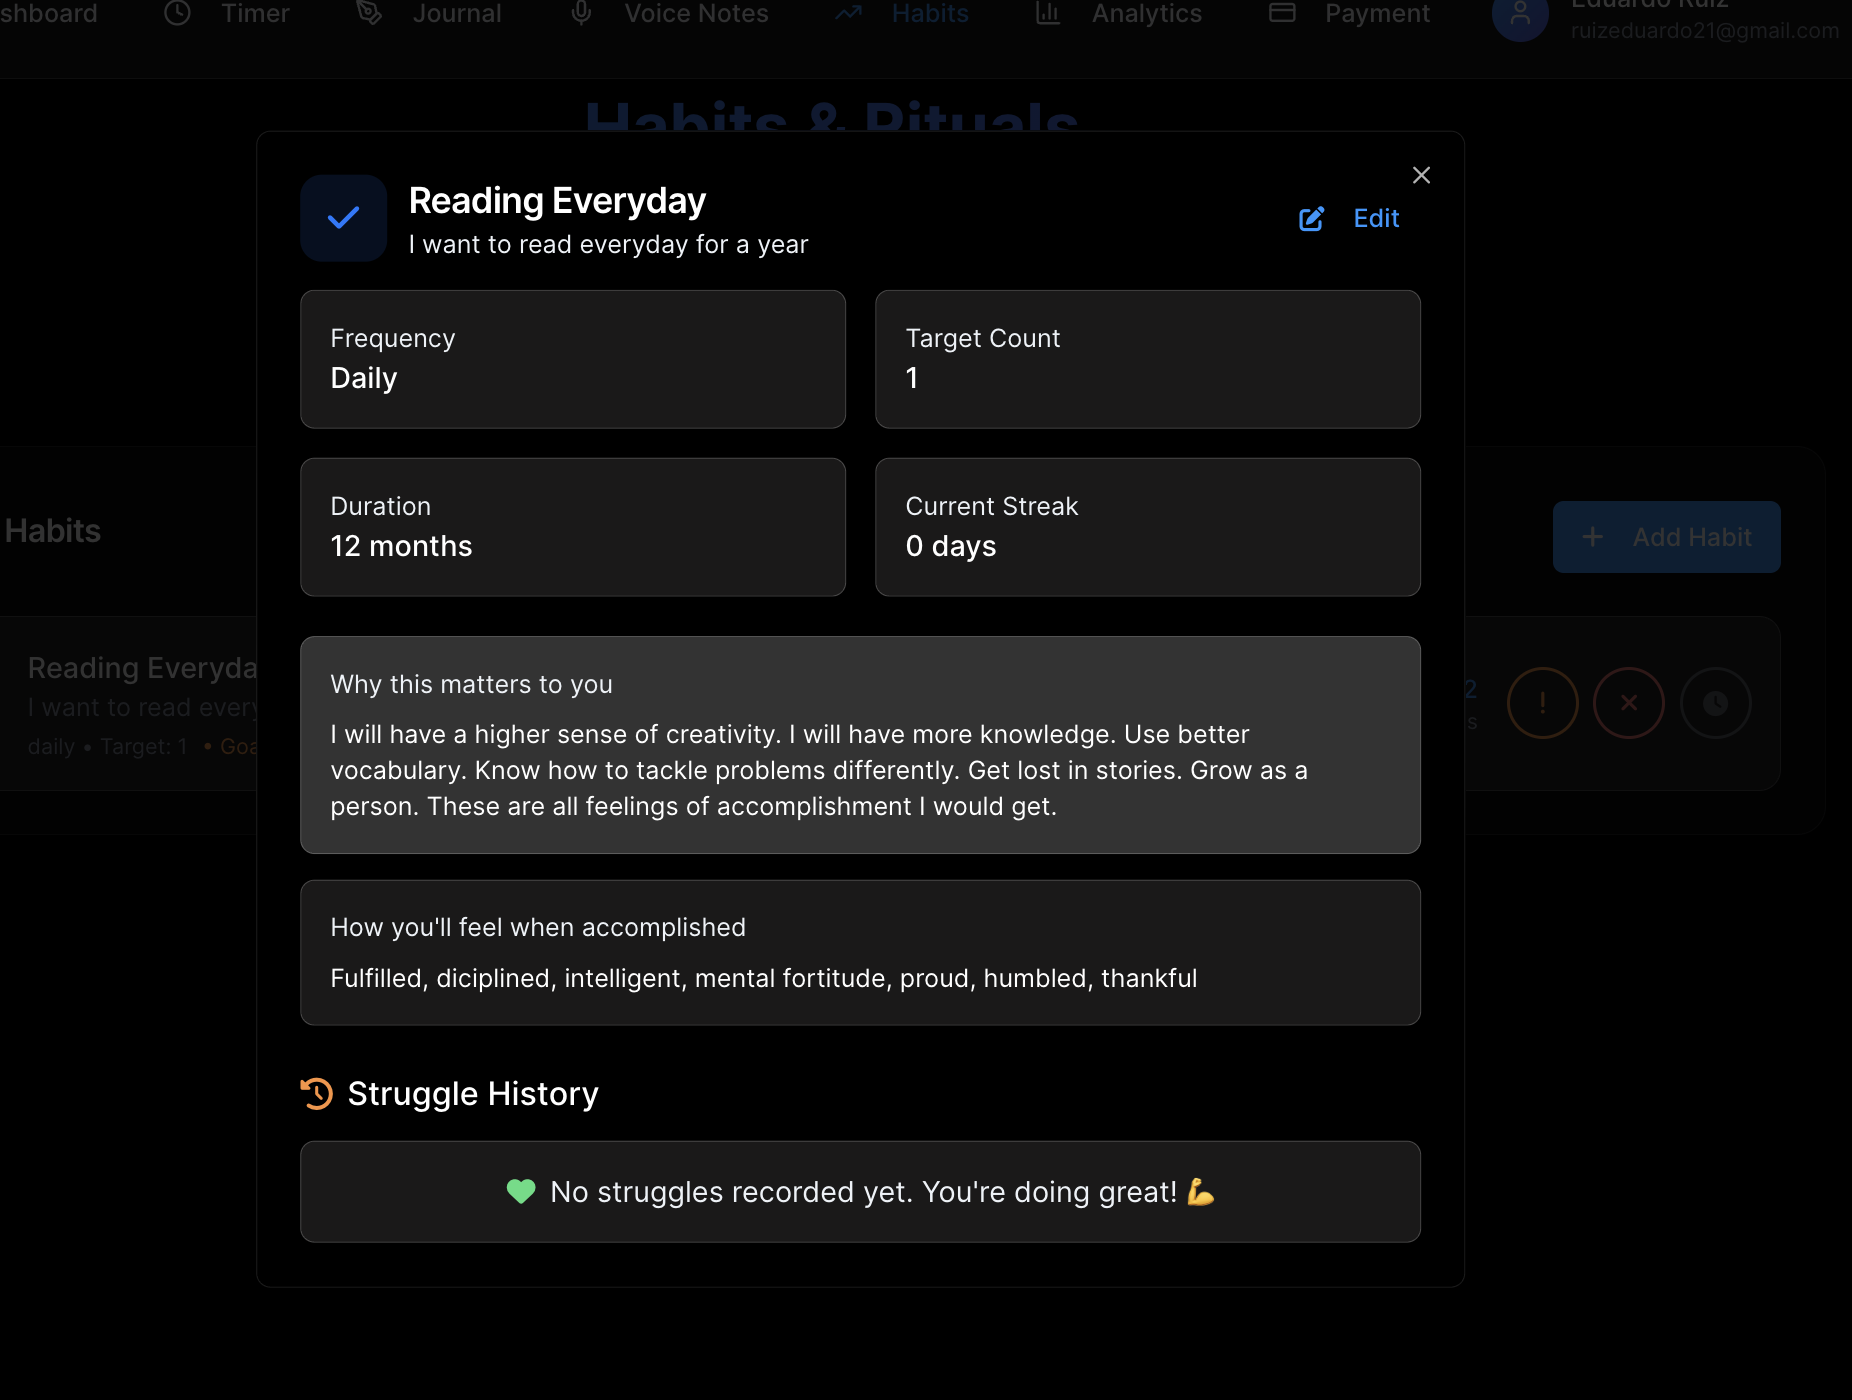 shboard Timer Journal Voice Notes Habits Analytics Payment Eduardo Ruiz
ruizeduardo21@gmail.com
Habits & Rituals
Reading Everyday
I want to read everyday for a year
Edit
Frequency
Daily
Target Count
1
Duration
12 months
Current Streak
0 days
Habits
Add Habit
Reading Everyda
I want to read every
daily • Target: 1 • Goa
2
s
Why this matters to you
I will have a higher sense of creativity. I will have more knowledge. Use better
vocabulary. Know how to tackle problems differently. Get lost in stories. Grow as a
person. These are all feelings of accomplishment I would get.
How you'll feel when accomplished
Fulfilled, diciplined, intelligent, mental fortitude, proud, humbled, thankful
Struggle History
💚 No struggles recorded yet. You're doing great! 💪